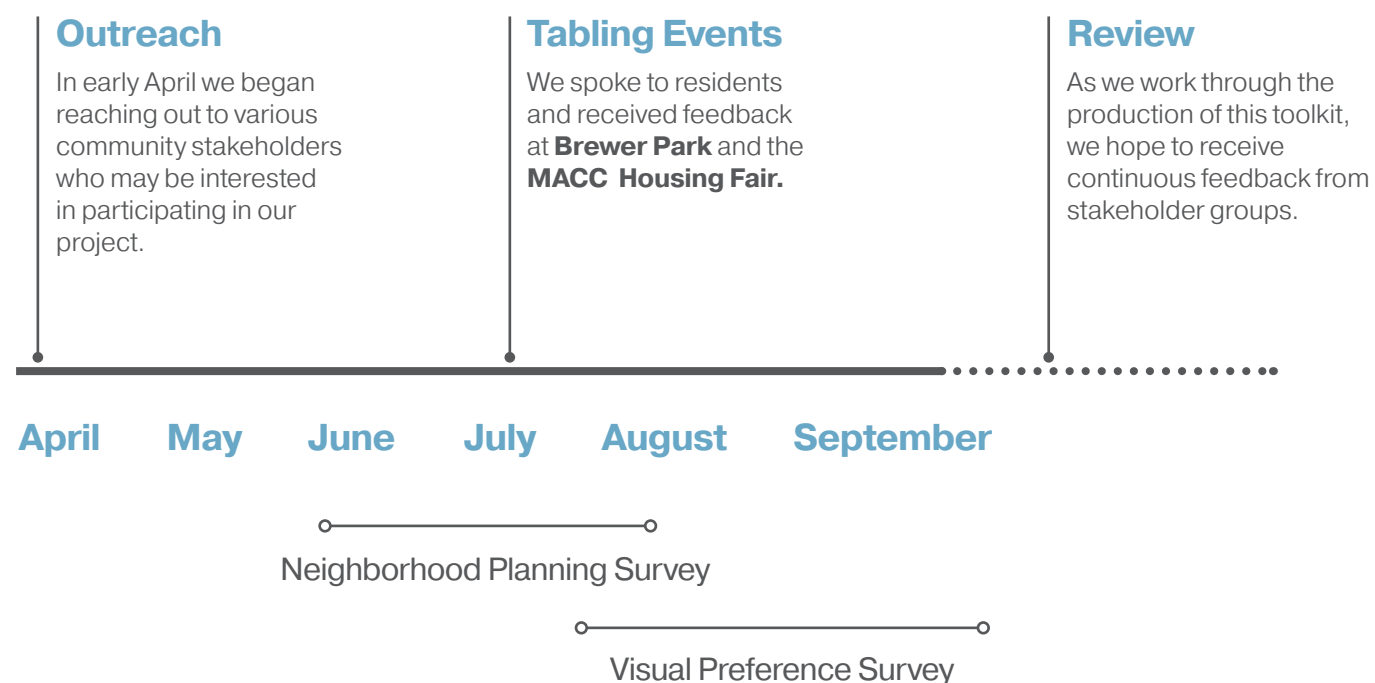 Outreach
In early April we began
reaching out to various
community stakeholders
who may be interested
in participating in our
project.
Tabling Events
We spoke to residents
and received feedback
at Brewer Park and the
MACC Housing Fair.
Review
As we work through the
production of this toolkit,
we hope to receive
continuous feedback from
stakeholder groups.
April May June July August September
Neighborhood Planning Survey
Visual Preference Survey